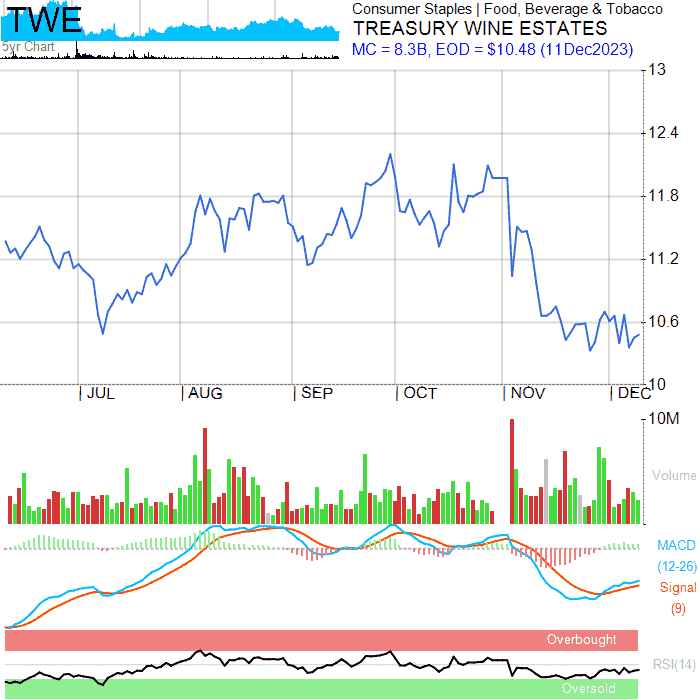 TWE
5yr Chart
Consumer Staples | Food, Beverage & Tobacco
TREASURY WINE ESTATES
MC = 8.3B, EOD = $10.48 (11Dec2023)
13
12.4
11.8
11.2
10.6
10
| JUL | AUG | SEP | OCT | NOV | DEC
10M
Volume
MACD
(12-26)
Signal
(9)
Overbought
RSI(14)
Oversold